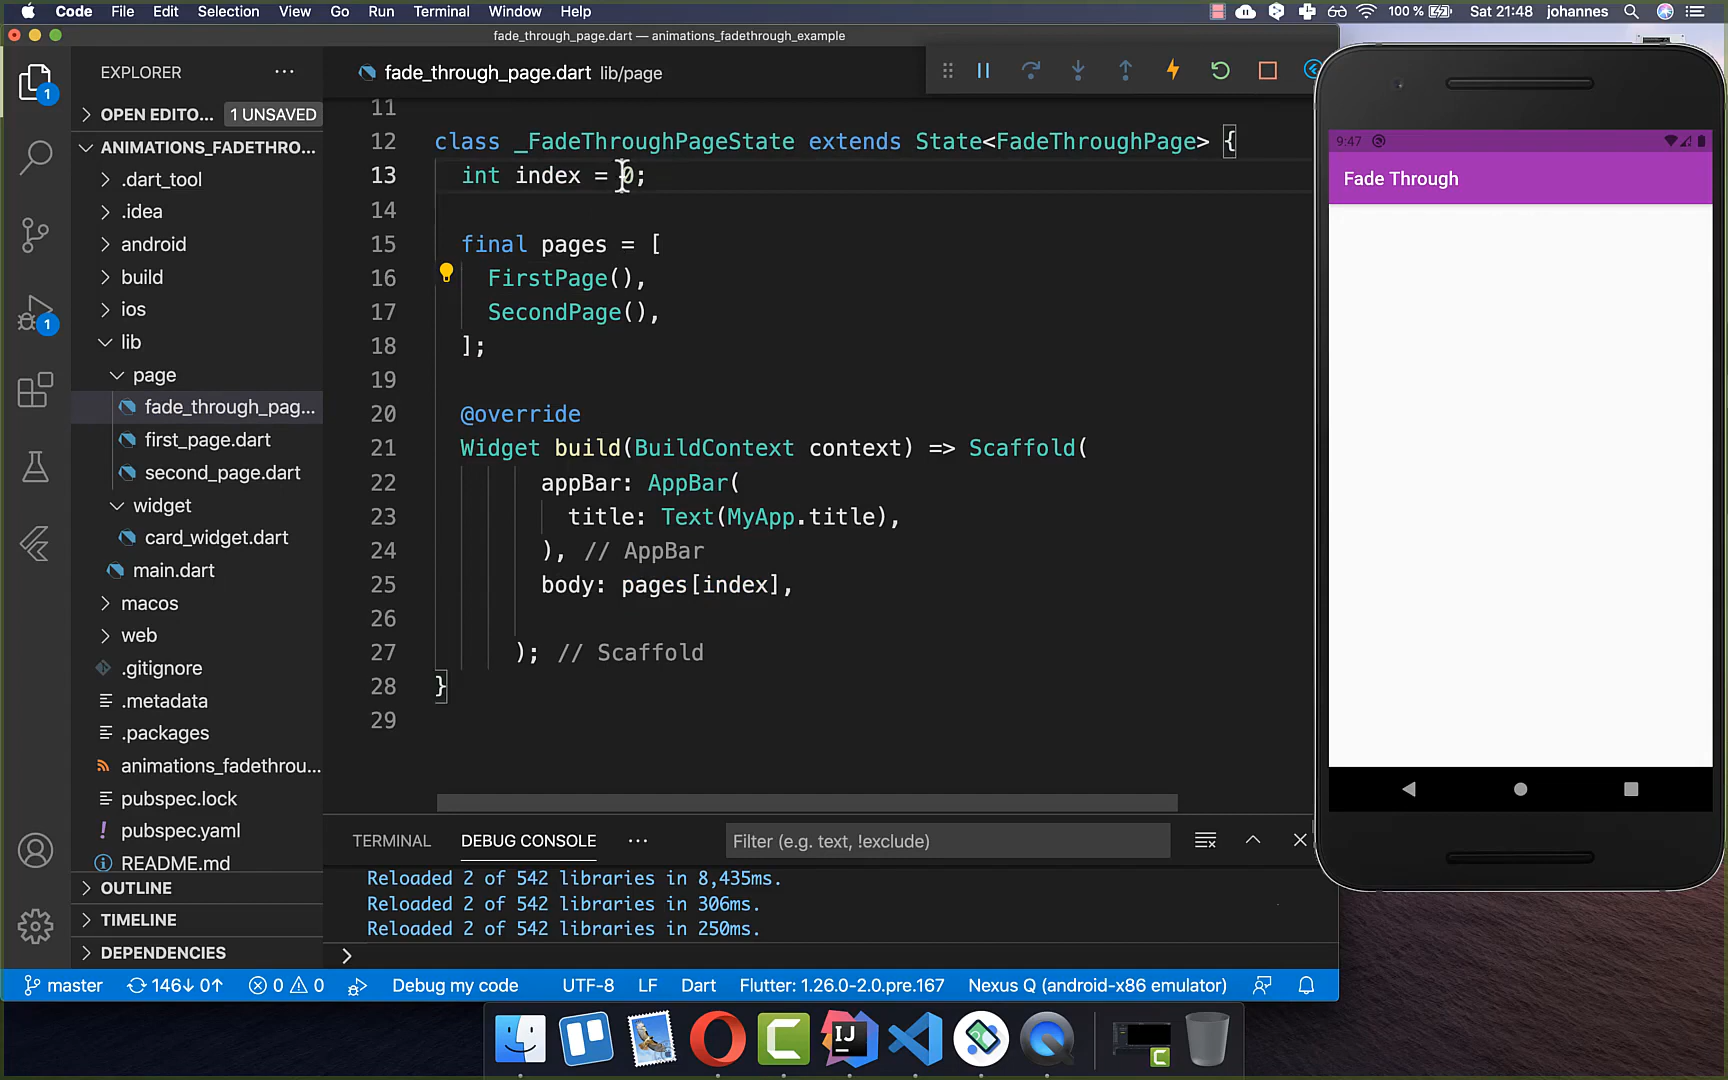 Code File Edit Selection View Go Run Terminal Window Help 100 % Sat 21:48 johannes
fade_through_page.dart — animations_fadethrough_example
EXPLORER ···
fade_through_page.dart lib/page
OPEN EDITO... 1 UNSAVED
ANIMATIONS_FADETHRO...
.dart_tool
.idea
android
build
ios
lib
page
fade_through_pag...
first_page.dart
second_page.dart
widget
card_widget.dart
main.dart
macos
web
.gitignore
.metadata
.packages
animations_fadethrou...
pubspec.lock
pubspec.yaml
README.md
OUTLINE
TIMELINE
DEPENDENCIES
1
1
11
12 class _FadeThroughPageState extends State<FadeThroughPage> {
13 int index = 0;
14
15 final pages = [
16 FirstPage(),
17 SecondPage(),
18 ];
19
20 @override
21 Widget build(BuildContext context) => Scaffold(
22 appBar: AppBar(
23 title: Text(MyApp.title),
24 ), // AppBar
25 body: pages[index],
26
27 ); // Scaffold
28 }
29
TERMINAL DEBUG CONSOLE ··· Filter (e.g. text, !exclude)
Reloaded 2 of 542 libraries in 8,435ms.
Reloaded 2 of 542 libraries in 306ms.
Reloaded 2 of 542 libraries in 250ms.
master 146↓ 0↑ 0 0 Debug my code UTF-8 LF Dart Flutter: 1.26.0-2.0.pre.167 Nexus Q (android-x86 emulator)
9:47
Fade Through
IJ